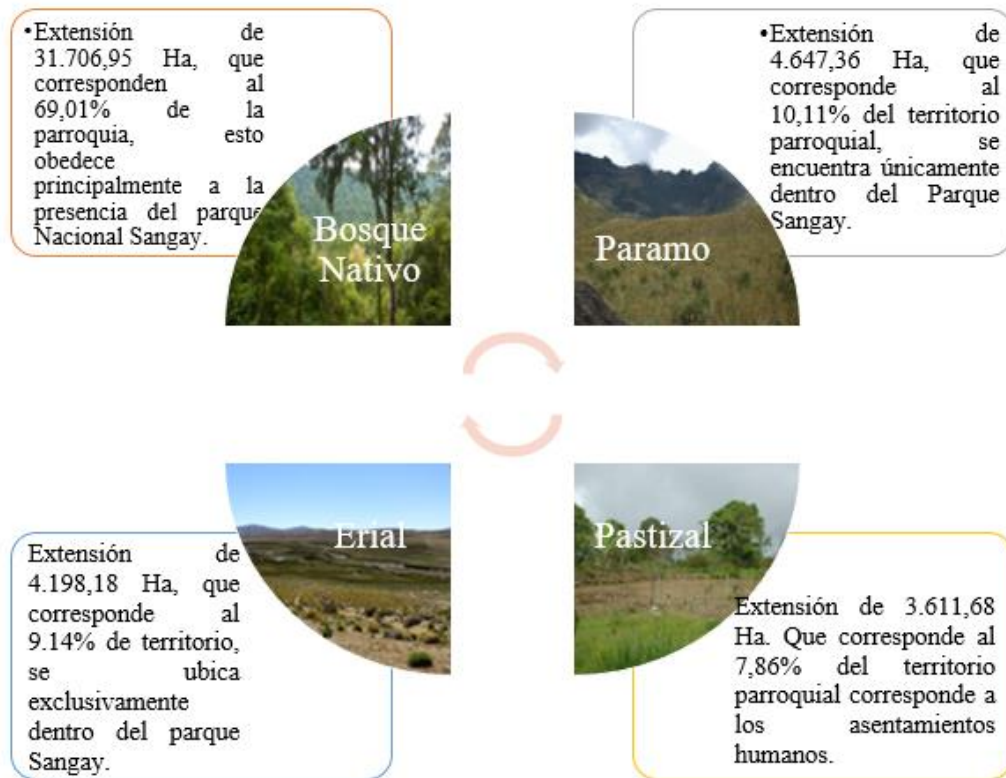 •Extensión de
31.706,95 Ha, que
corresponden al
69,01% de la
parroquia, esto
obedece
principalmente a la
presencia del parque
Nacional Sangay.
Bosque
Nativo
•Extensión de
4.647,36 Ha, que
corresponde al
10,11% del territorio
parroquial, se
encuentra únicamente
dentro del Parque
Sangay.
Paramo
Erial
Extensión de
4.198,18 Ha, que
corresponde al
9.14% de territorio,
se ubica
exclusivamente
dentro del parque
Sangay.
Pastizal
Extensión de 3.611,68
Ha. Que corresponde al
7,86% del territorio
parroquial corresponde a
los asentamientos
humanos.